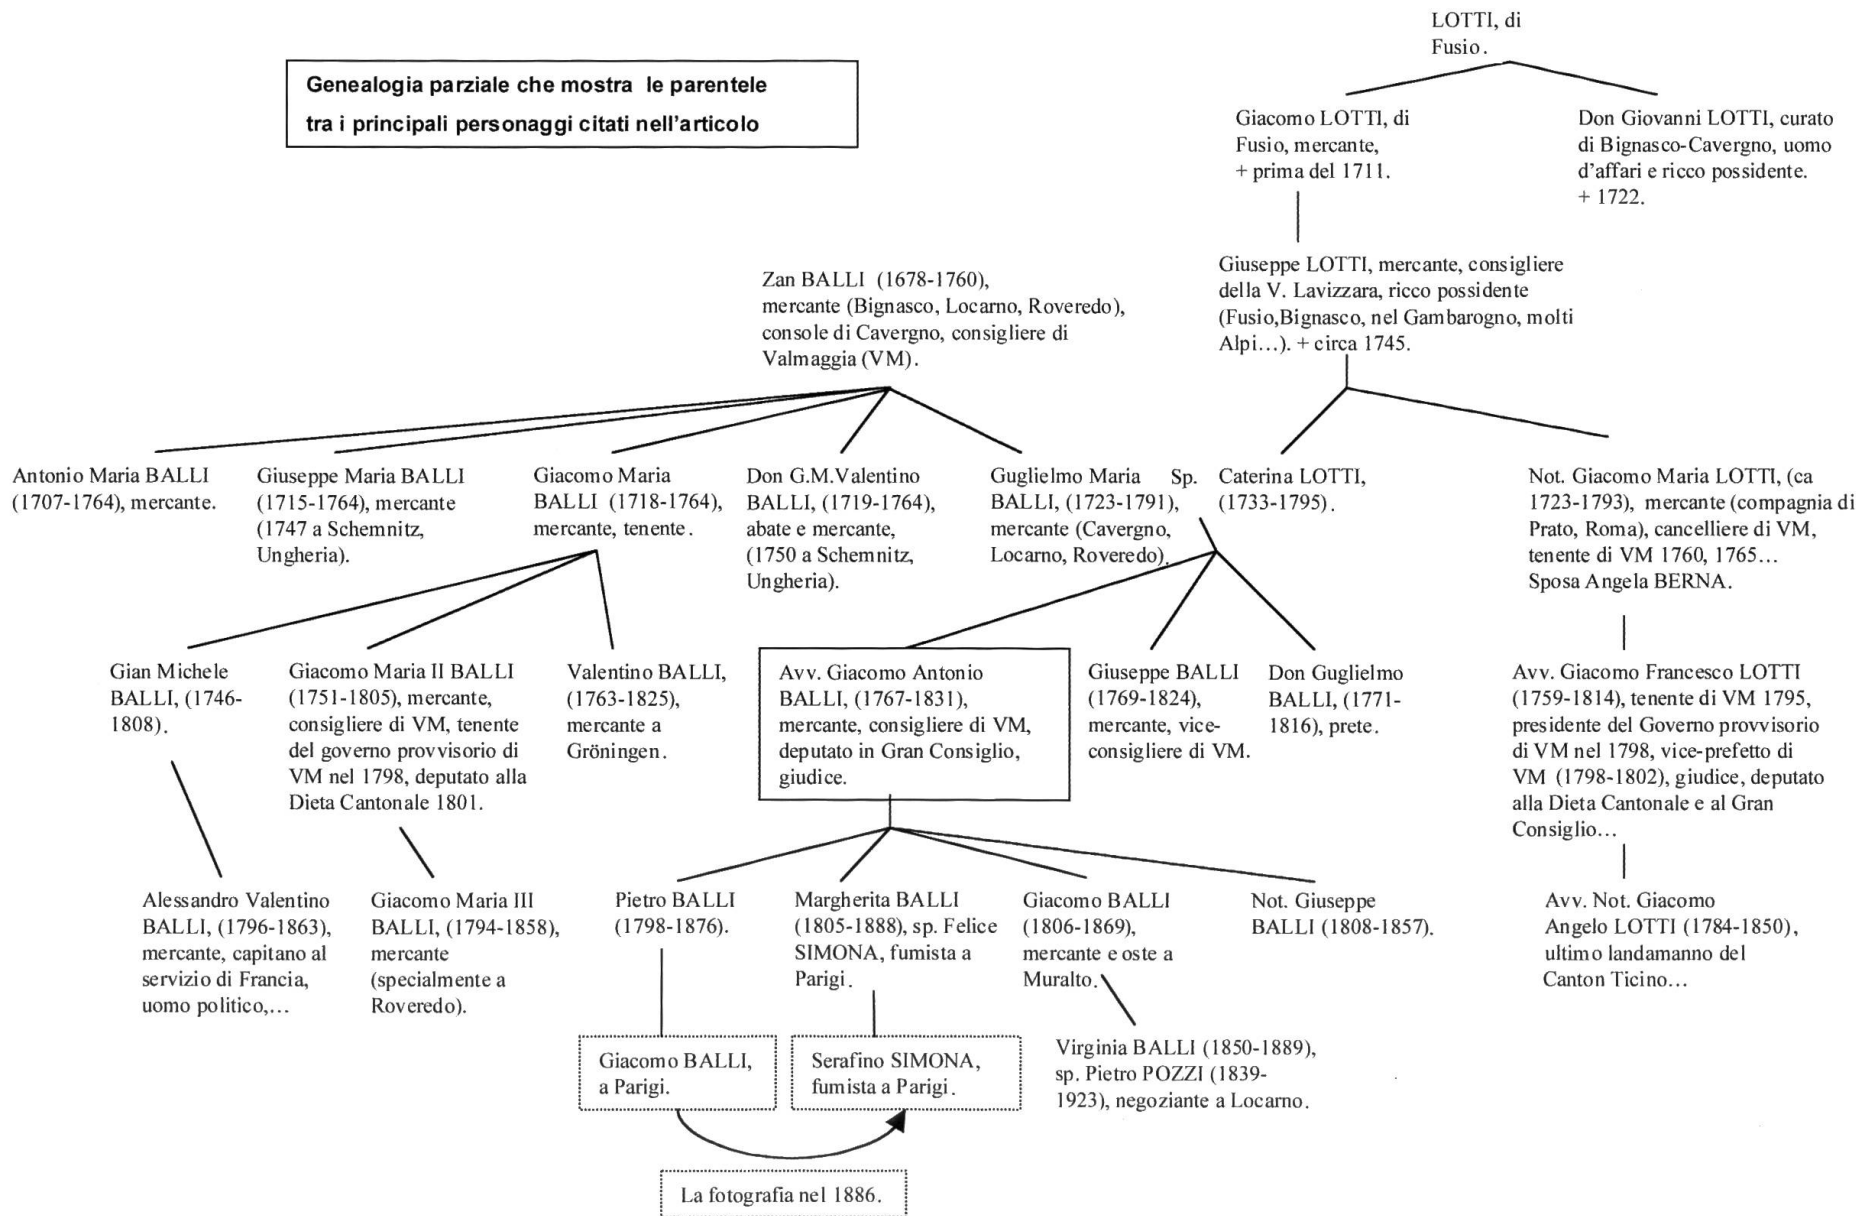 LOTTI, di
Fusio.
Genealogia parziale che mostra le parentele
tra i principali personaggi citati nell'articolo
Giacomo LOTTI, di
Fusio, mercante,
+ prima del 1711.
Don Giovanni LOTTI, curato
di Bignasco-Cavergno, uomo
d'affari e ricco possidente.
+ 1722.
Zan BALLI (1678-1760),
mercante (Bignasco, Locarno, Roveredo),
console di Cavergno, consigliere di
Valmaggia (VM).
Giuseppe LOTTI, mercante, consigliere
della V. Lavizzara, ricco possidente
(Fusio,Bignasco, nel Gambarogno, molti
Alpi…). + circa 1745.
Antonio Maria BALLI
(1707-1764), mercante.
Giuseppe Maria BALLI
(1715-1764), mercante
(1747 a Schemnitz,
Ungheria).
Giacomo Maria
BALLI (1718-1764),
mercante, tenente.
Don G.M.Valentino
BALLI, (1719-1764),
abate e mercante,
(1750 a Schemnitz,
Ungheria).
Guglielmo Maria
BALLI, (1723-1791),
mercante (Cavergno,
Locarno, Roveredo).
Sp.
Caterina LOTTI,
(1733-1795).
Not. Giacomo Maria LOTTI, (ca
1723-1793), mercante (compagnia di
Prato, Roma), cancelliere di VM,
tenente di VM 1760, 1765…
Sposa Angela BERNA.
Gian Michele
BALLI, (1746-
1808).
Giacomo Maria II BALLI
(1751-1805), mercante,
consigliere di VM, tenente
del governo provvisorio di
VM nel 1798, deputato alla
Dieta Cantonale 1801.
Valentino BALLI,
(1763-1825),
mercante a
Gröningen.
Avv. Giacomo Antonio
BALLI, (1767-1831),
mercante, consigliere di VM,
deputato in Gran Consiglio,
giudice.
Giuseppe BALLI
(1769-1824),
mercante, vice-
consigliere di VM.
Don Guglielmo
BALLI, (1771-
1816), prete.
Avv. Giacomo Francesco LOTTI
(1759-1814), tenente di VM 1795,
presidente del Governo provvisorio
di VM nel 1798, vice-prefetto di
VM (1798-1802), giudice, deputato
alla Dieta Cantonale e al Gran
Consiglio…
Alessandro Valentino
BALLI, (1796-1863),
mercante, capitano al
servizio di Francia,
uomo politico,…
Giacomo Maria III
BALLI, (1794-1858),
mercante
(specialmente a
Roveredo).
Pietro BALLI
(1798-1876).
Margherita BALLI
(1805-1888), sp. Felice
SIMONA, fumista a
Parigi.
Giacomo BALLI
(1806-1869),
mercante e oste a
Muralto.
Not. Giuseppe
BALLI (1808-1857).
Avv. Not. Giacomo
Angelo LOTTI (1784-1850),
ultimo landamanno del
Canton Ticino…
Giacomo BALLI,
a Parigi.
Serafino SIMONA,
fumista a Parigi.
Virginia BALLI (1850-1889),
sp. Pietro POZZI (1839-
1923), negoziante a Locarno.
La fotografia nel 1886.